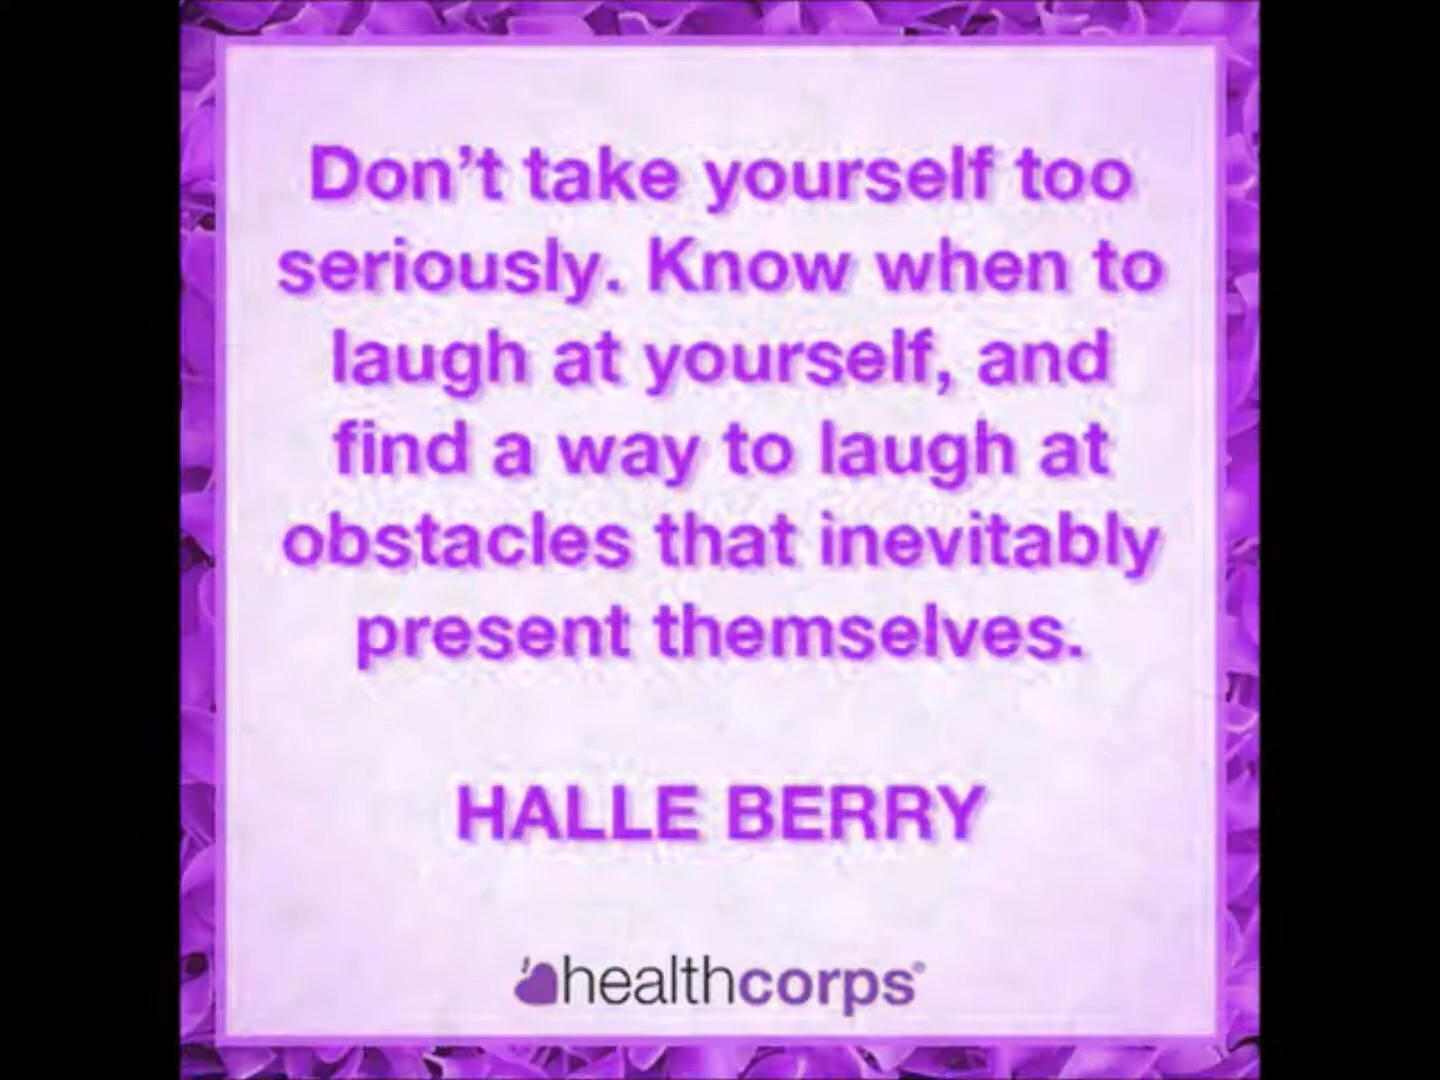 Don't take yourself too
seriously. Know when to
laugh at yourself, and
find a way to laugh at
obstacles that inevitably
present themselves.
HALLE BERRY
healthcorps®